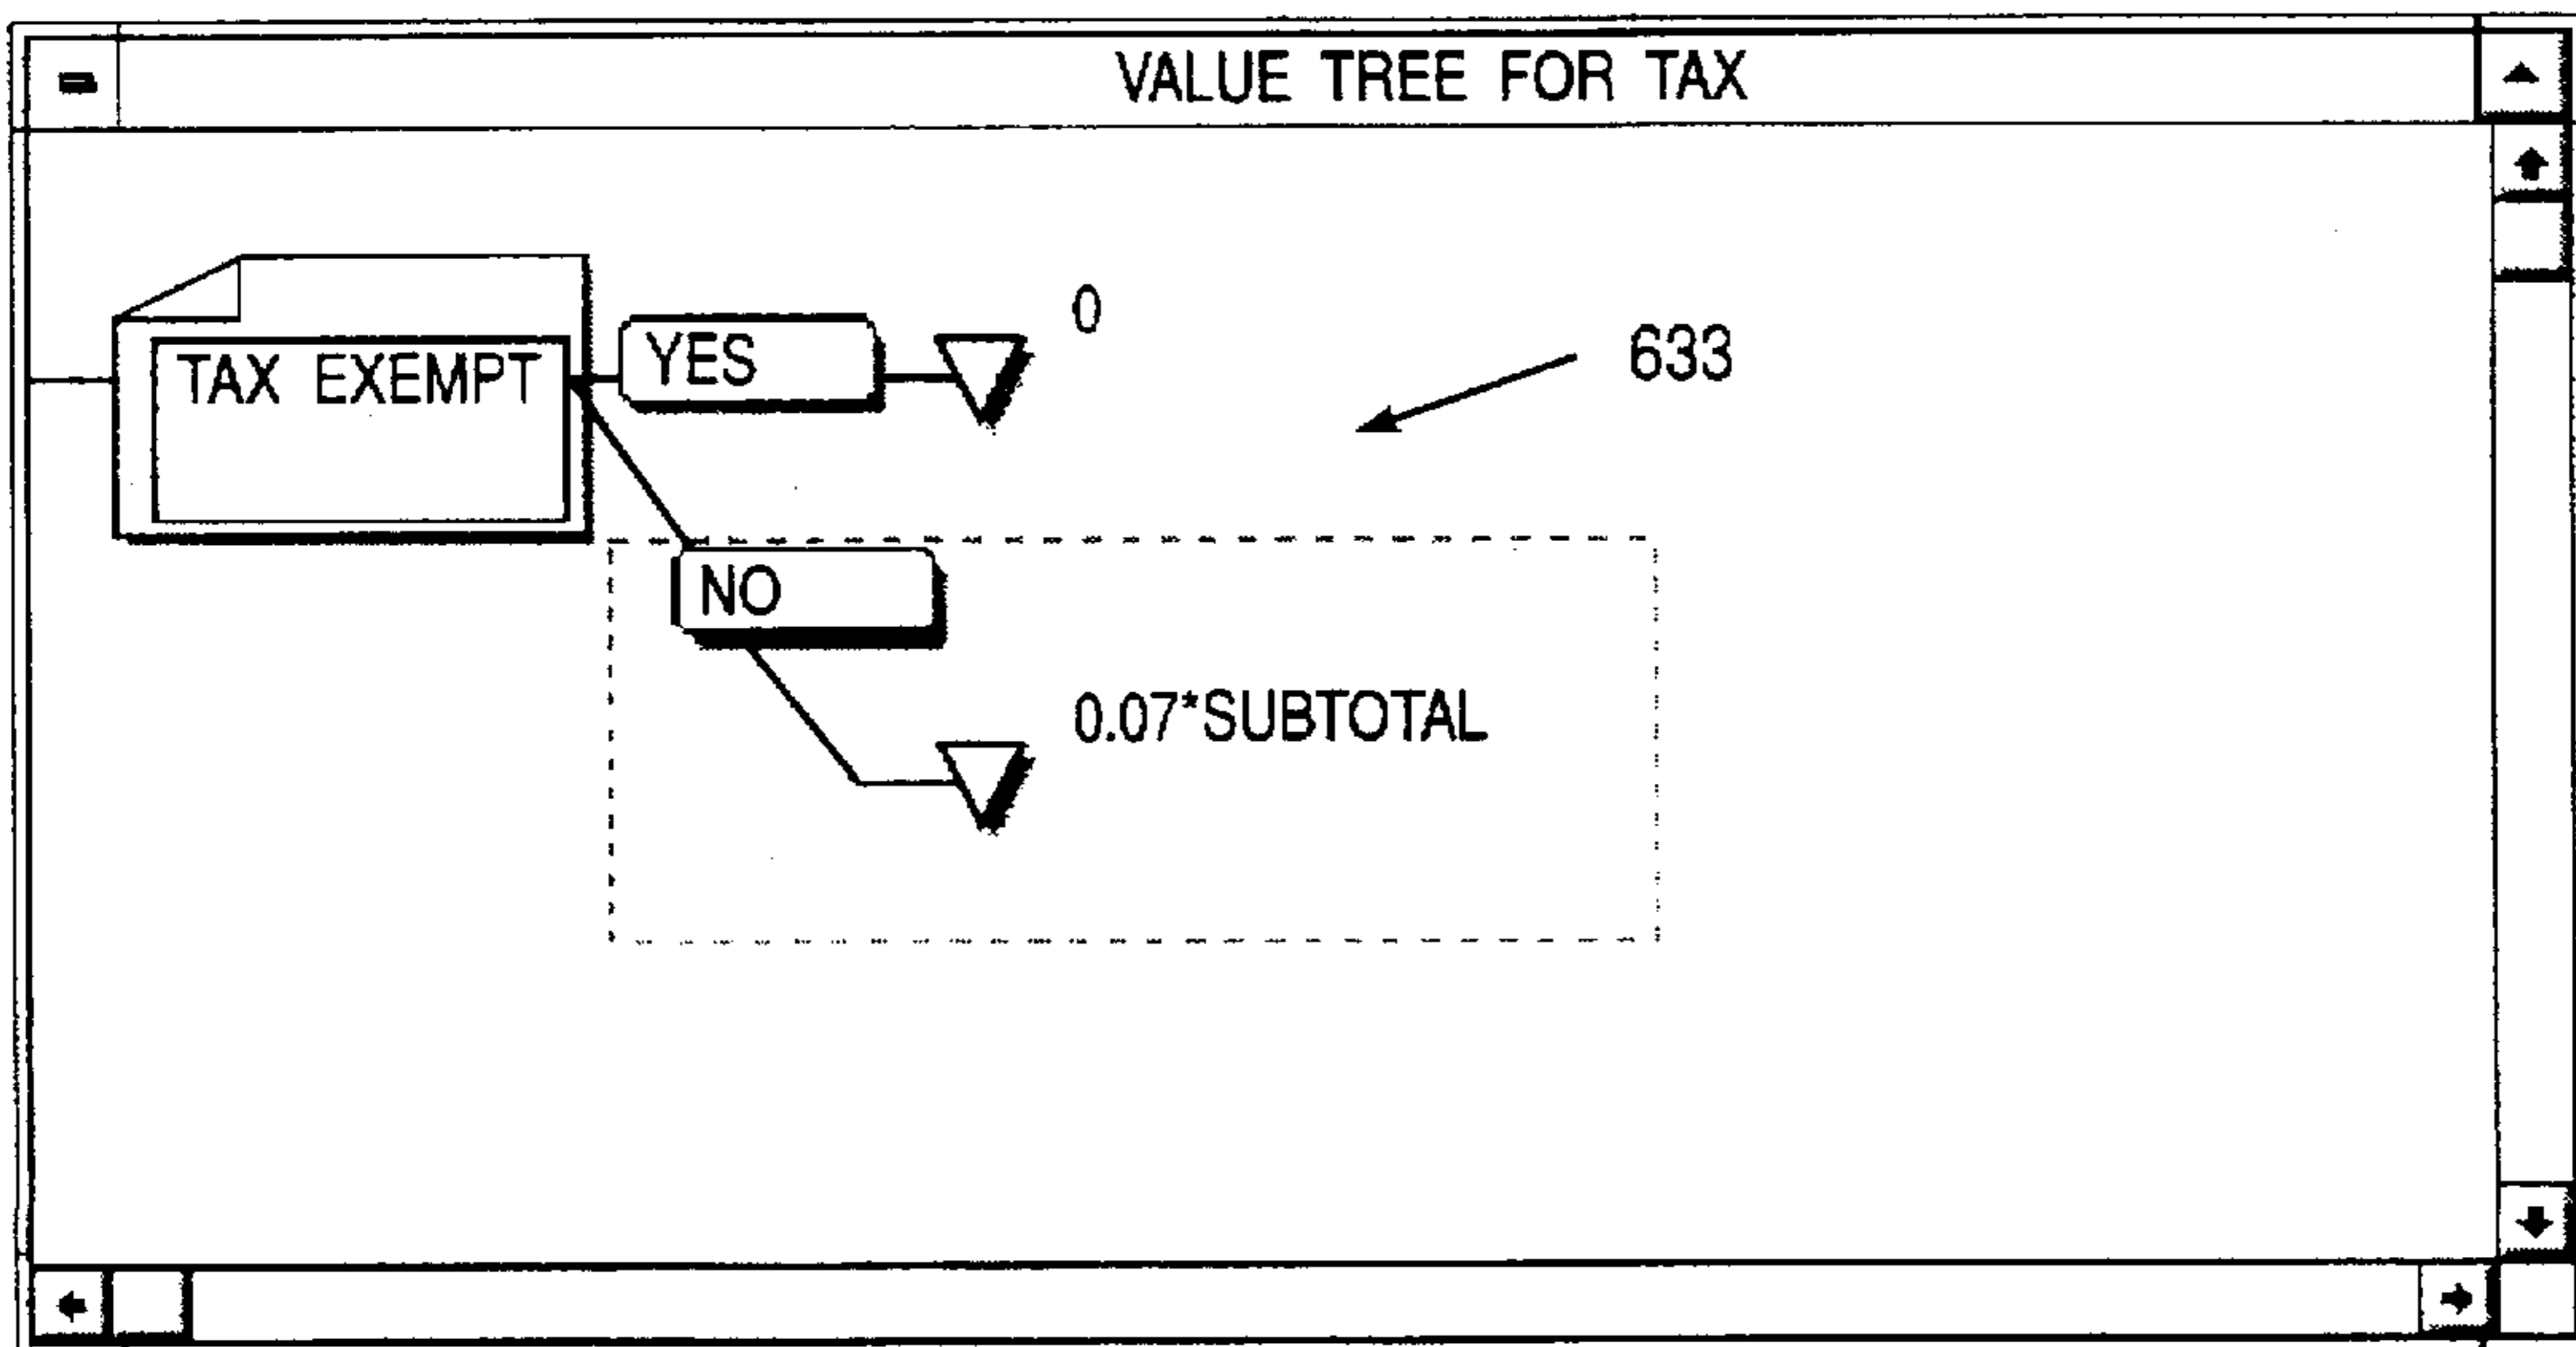 VALUE TREE FOR TAX
0
633
TAX EXEMPT
YES
NO
0.07*SUBTOTAL